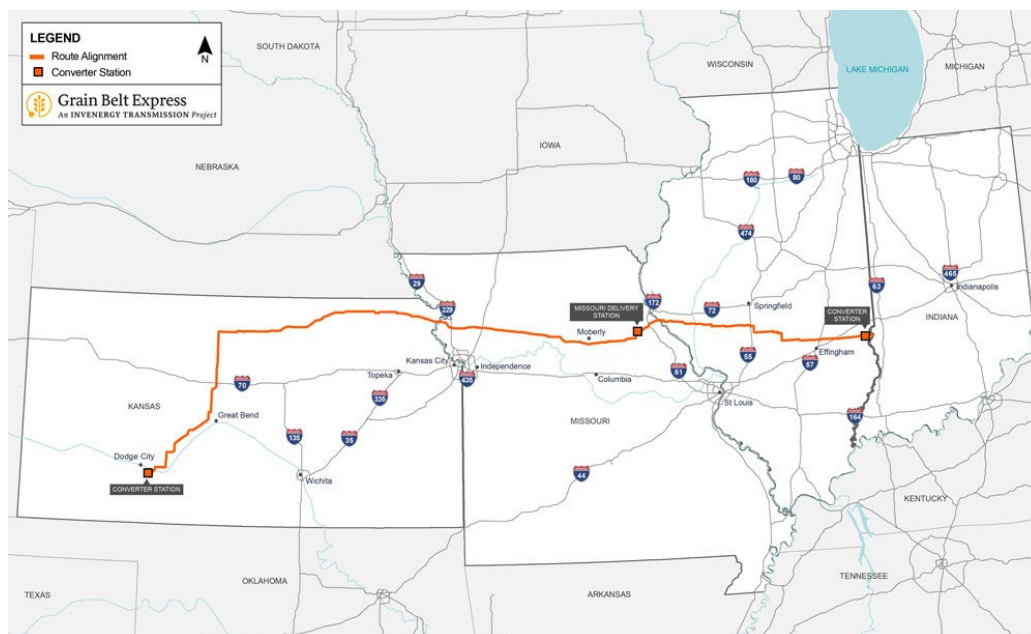 LEGEND
Route Alignment
Converter Station
N
Grain Belt Express
An INVENERGY TRANSMISSION Project
SOUTH DAKOTA
WISCONSIN
LAKE MICHIGAN
MICHIGAN
NEBRASKA
IOWA
180
80
474
29
172
465
63
229
MISSOURI DELIVERY
STATION
72
Springfield
CONVERTER
STATION
Indianapolis
INDIANA
Moberly
Kansas City
Independence
55
Effingham
57
61
70
Topeka
435
Columbia
KANSAS
335
St Louis
Great Bend
MISSOURI
164
135
35
Dodge City
44
CONVERTER STATION
Wichita
KENTUCKY
OKLAHOMA
TENNESSEE
TEXAS
ARKANSAS